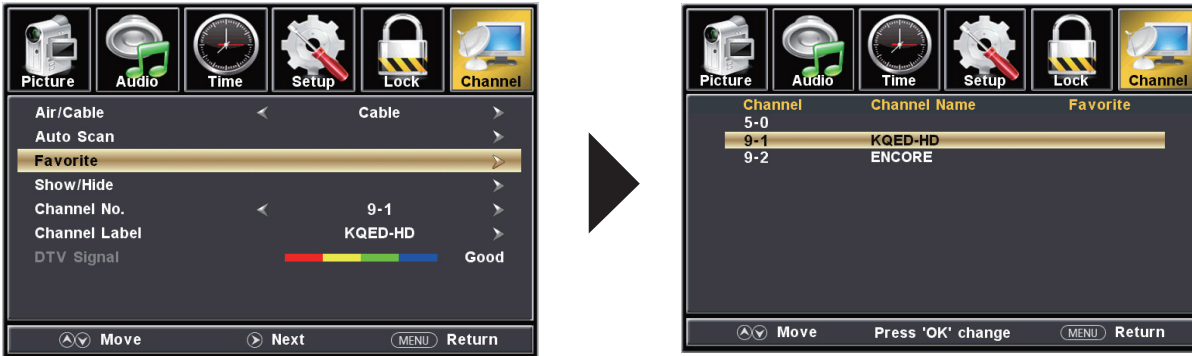 Picture Audio Time Setup Lock Channel
Air/Cable Cable
Auto Scan
Favorite
Show/Hide
Channel No. 9-1
Channel Label KQED-HD
DTV Signal Good
Move Next MENU Return
Picture Audio Time Setup Lock Channel
Channel Channel Name Favorite
5-0
9-1 KQED-HD
9-2 ENCORE
Move Press 'OK' change MENU Return